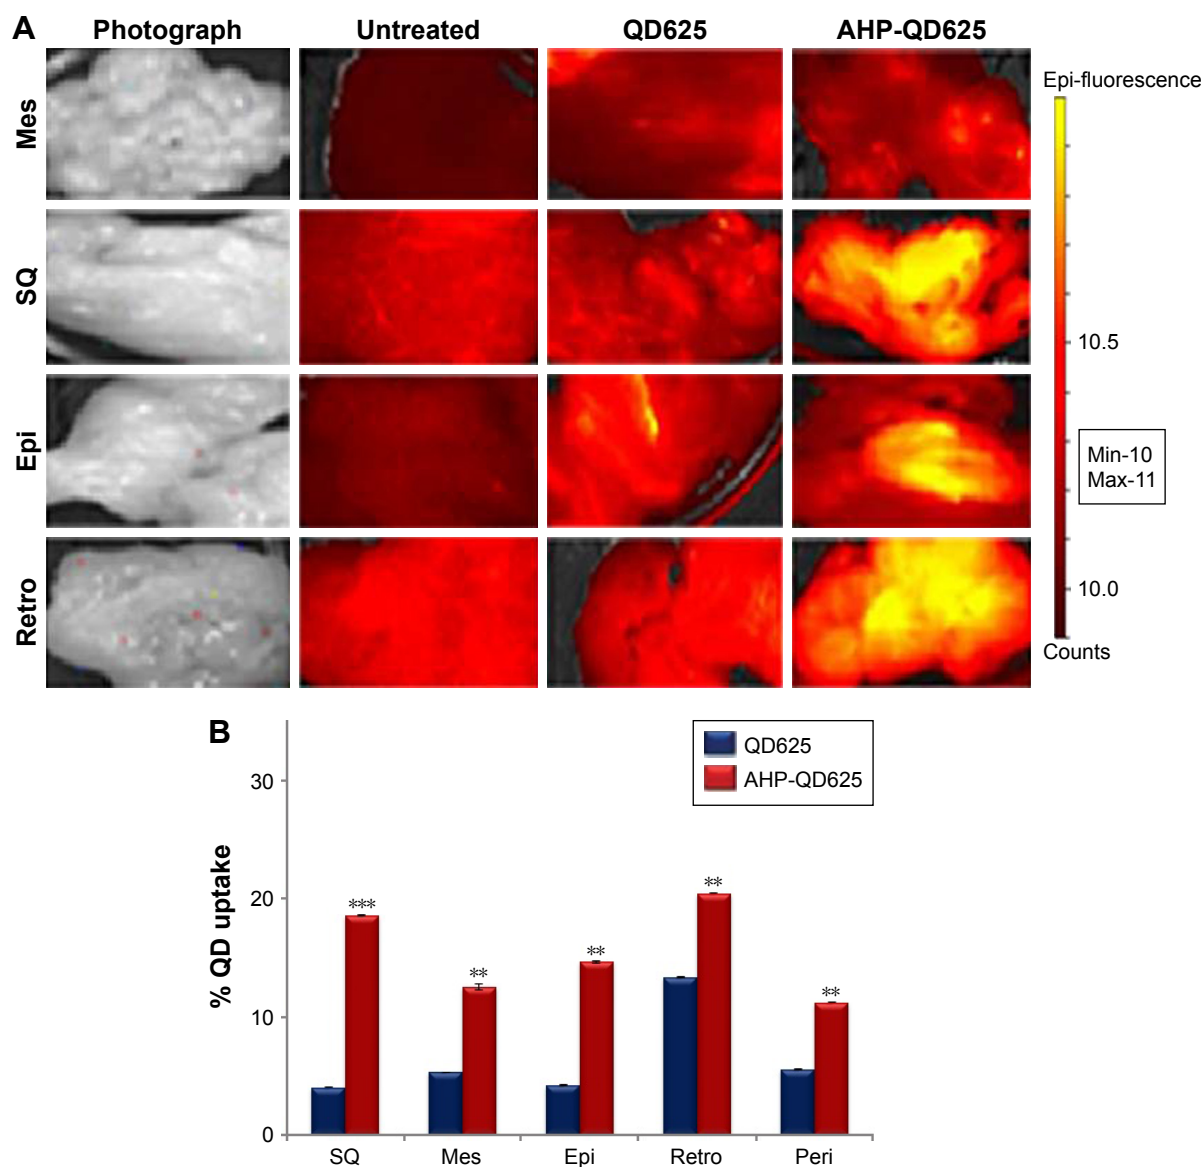 A
Photograph
Untreated
QD625
AHP-QD625
Mes
SQ
Epi
Retro
Epi-fluorescence
10.5
Min-10
Max-11
10.0
Counts
B
QD625
AHP-QD625
% QD uptake
30
20
10
0
***
**
**
**
**
SQ
Mes
Epi
Retro
Peri